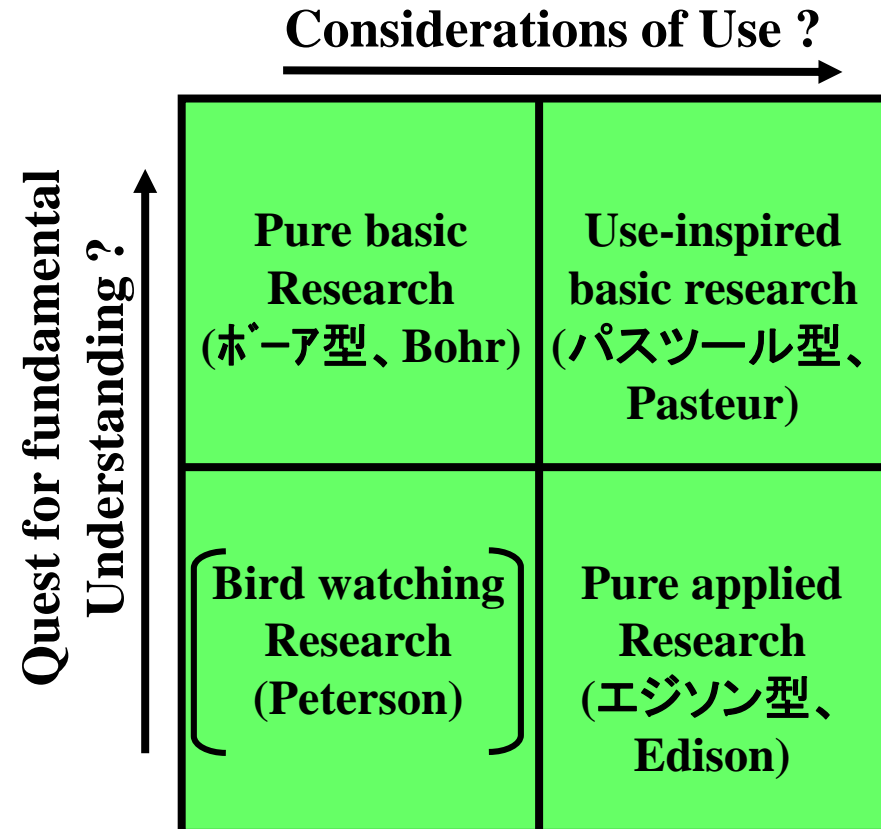 Considerations of Use ?
Quest for fundamental
Understanding ?
Pure basic
Research
(ﾎﾞｰｱ型、Bohr)
Use-inspired
basic research
(パスツール型、
Pasteur)
Bird watching
Research
(Peterson)
Pure applied
Research
(エジソン型、
Edison)